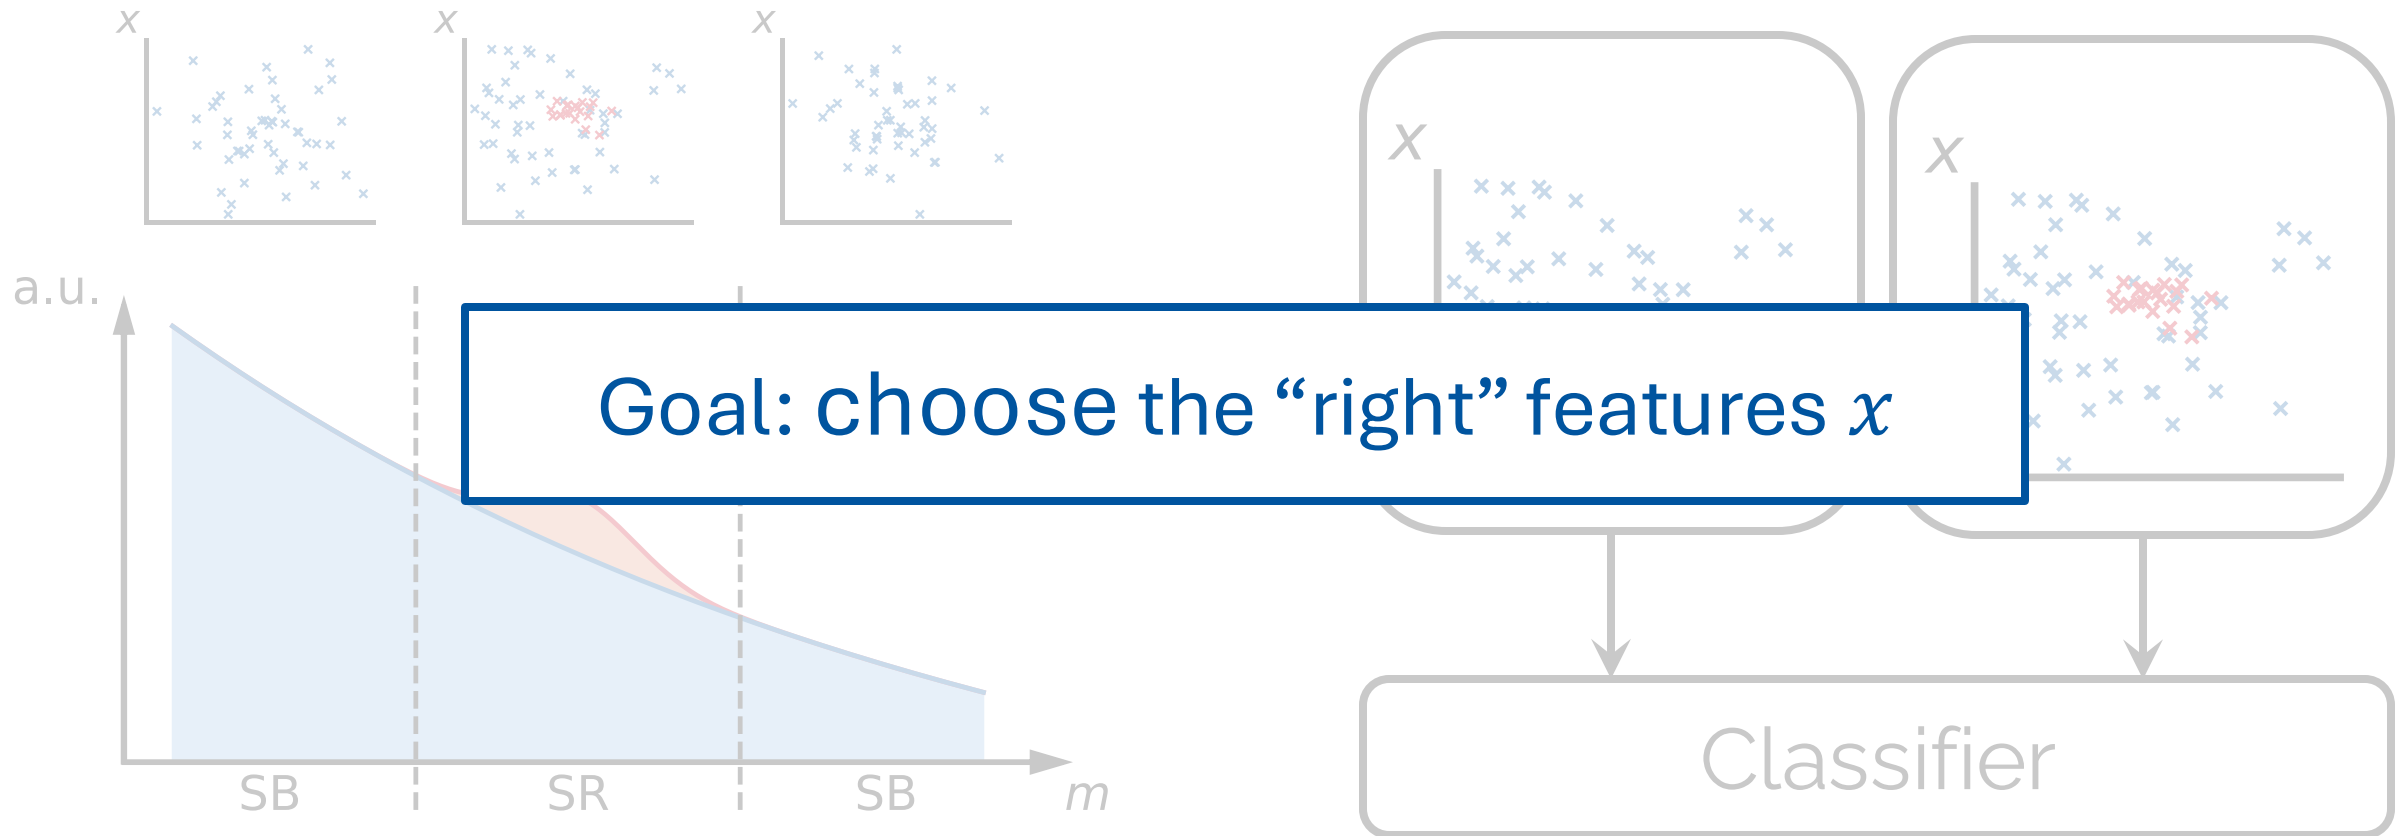 x
x
x
x
x
a.u.
Goal: choose the “right” features x
SB
SR
SB
m
Classifier